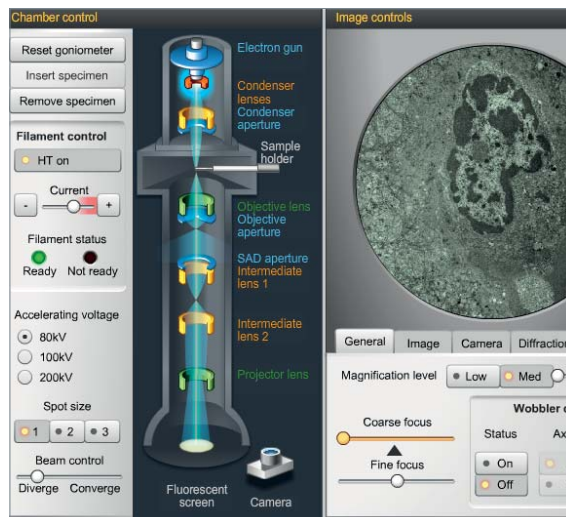 Chamber control
Reset goniometer
Insert specimen
Remove specimen
Filament control
HT on
Current
- +
Filament status
Ready Not ready
Accelerating voltage
80kV
100kV
200kV
Spot size
1 2 3
Beam control
Diverge Converge
Electron gun
Condenser
lenses
Condenser
aperture
Sample
holder
Objective lens
Objective
aperture
SAD aperture
Intermediate
lens 1
Intermediate
lens 2
Projector lens
Fluorescent
screen
Camera
Image controls
General Image Camera Diffraction
Magnification level Low Med
Coarse focus
Fine focus
Wobbler
Status
On
Off